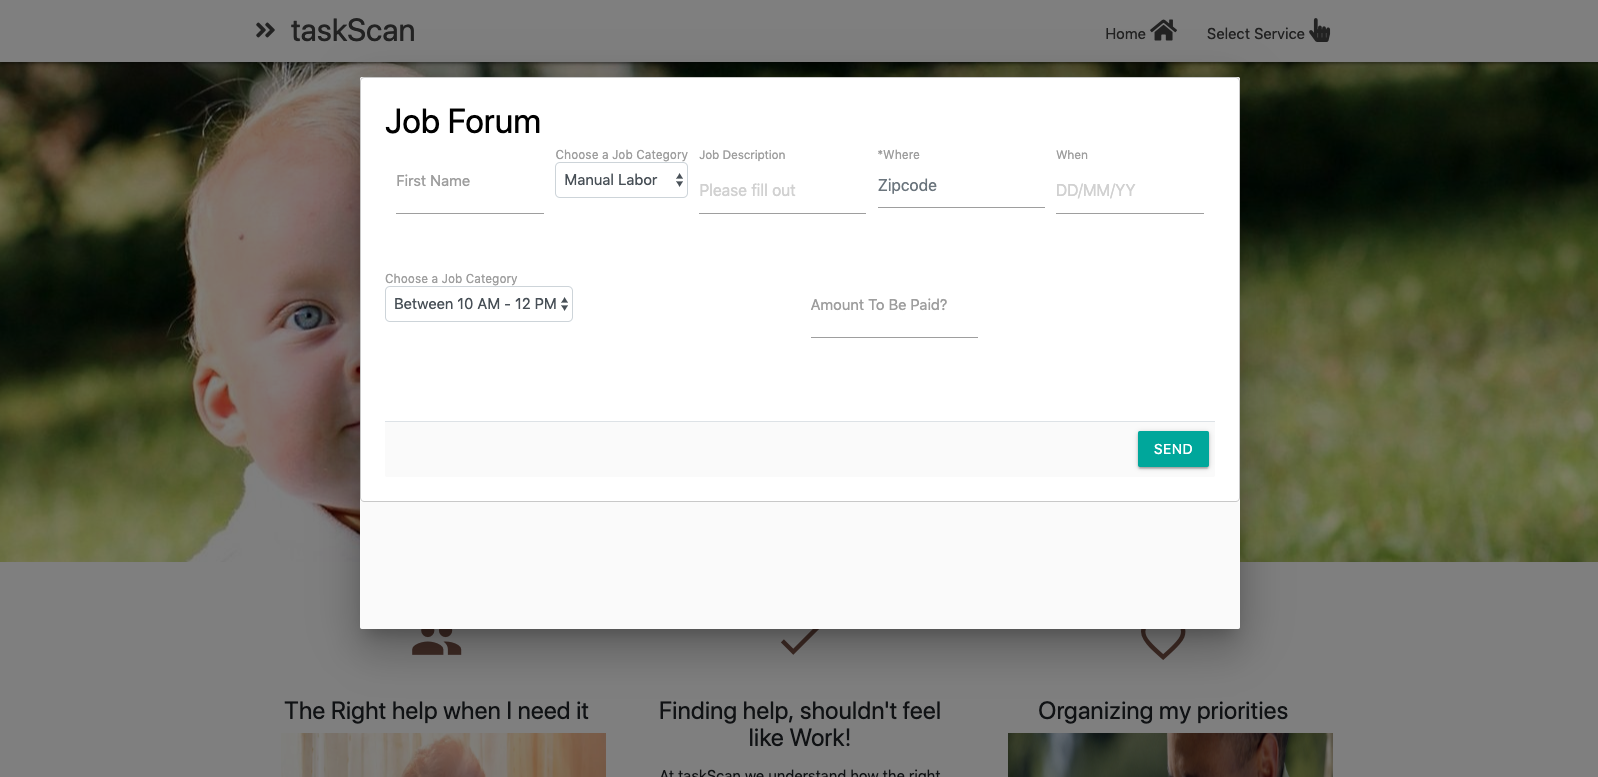 taskScan
Home
Select Service
Job Forum
First Name
Choose a Job Category
Manual Labor
Job Description
Please fill out
*Where
Zipcode
When
DD/MM/YY
Choose a Job Category
Between 10 AM - 12 PM
Amount To Be Paid?
SEND
The Right help when I need it
Finding help, shouldn't feel
like Work!
At taskScan we understand how the right
Organizing my priorities